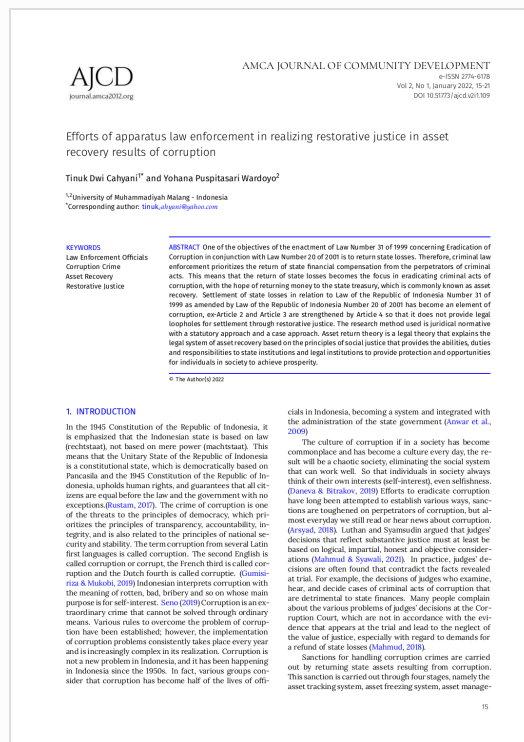 AJCD
journal.amca2012.org
AMCA JOURNAL OF COMMUNITY DEVELOPMENT
e-ISSN 2774-6178
Vol 2, No 1, January 2022, 15-21
DOI 10.51773/ajcd.v2i1.109
Efforts of apparatus law enforcement in realizing restorative justice in asset
recovery results of corruption
Tinuk Dwi Cahyani1* and Yohana Puspitasari Wardoyo2
1,2University of Muhammadiyah Malang - Indonesia
*Corresponding author: tinuk,ahyani@yahoo.com
KEYWORDS
Law Enforcement Officials
Corruption Crime
Asset Recovery
Restorative Justice
ABSTRACT One of the objectives of the enactment of Law Number 31 of 1999 concerning Eradication of
Corruption in conjunction with Law Number 20 of 2001 is to return state losses. Therefore, criminal law
enforcement prioritizes the return of state financial compensation from the perpetrators of criminal
acts. This means that the return of state losses becomes the focus in eradicating criminal acts of
corruption, with the hope of returning money to the state treasury, which is commonly known as asset
recovery. Settlement of state losses in relation to Law of the Republic of Indonesia Number 31 of
1999 as amended by Law of the Republic of Indonesia Number 20 of 2001 has become an element of
corruption, ex-Article 2 and Article 3 are strengthened by Article 4 so that it does not provide legal
loopholes for settlement through restorative justice. The research method used is juridical normative
with a statutory approach and a case approach. Asset return theory is a legal theory that explains the
legal system of asset recovery based on the principles of social justice that provides the abilities, duties
and responsibilities to state institutions and legal institutions to provide protection and opportunities
for individuals in society to achieve prosperity.
© The Author(s) 2022
1. INTRODUCTION
In the 1945 Constitution of the Republic of Indonesia, it
is emphasized that the Indonesian state is based on law
(rechtstaat), not based on mere power (machtstaat). This
means that the Unitary State of the Republic of Indonesia
is a constitutional state, which is democratically based on
Pancasila and the 1945 Constitution of the Republic of In-
donesia, upholds human rights, and guarantees that all cit-
izens are equal before the law and the government with no
exceptions.(Rustam, 2017). The crime of corruption is one
of the threats to the principles of democracy, which pri-
oritizes the principles of transparency, accountability, in-
tegrity, and is also related to the principles of national se-
curity and stability. The term corruption from several Latin
first languages is called corruption. The second English is
called corruption or corrupt, the French third is called cor-
ruption and the Dutch fourth is called corruptie. (Gumisi-
riza & Mukobi, 2019) Indonesian interprets corruption with
the meaning of rotten, bad, bribery and so on whose main
purpose is for self-interest. Seno (2019) Corruption is an ex-
traordinary crime that cannot be solved through ordinary
means. Various rules to overcome the problem of corrup-
tion have been established; however, the implementation
of corruption problems consistently takes place every year
and is increasingly complex in its realization. Corruption is
not a new problem in Indonesia, and it has been happening
in Indonesia since the 1950s. In fact, various groups con-
sider that corruption has become half of the lives of offi-
cials in Indonesia, becoming a system and integrated with
the administration of the state government (Anwar et al.,
2009)
The culture of corruption if in a society has become
commonplace and has become a culture every day, the re-
sult will be a chaotic society, eliminating the social system
that can work well. So that individuals in society always
think of their own interests (self-interest), even selfishness.
(Daneva & Bitrakov, 2019) Efforts to eradicate corruption
have long been attempted to establish various ways, sanc-
tions are toughened on perpetrators of corruption, but al-
most everyday we still read or hear news about corruption.
(Arsyad, 2018). Luthan and Syamsudin argued that judges'
decisions that reflect substantive justice must at least be
based on logical, impartial, honest and objective consider-
ations (Mahmud & Syawali, 2021). In practice, judges' de-
cisions are often found that contradict the facts revealed
at trial. For example, the decisions of judges who examine,
hear, and decide cases of criminal acts of corruption that
are detrimental to state finances. Many people complain
about the various problems of judges' decisions at the Cor-
ruption Court, which are not in accordance with the evi-
dence that appears at the trial and lead to the neglect of
the value of justice, especially with regard to demands for
a refund of state losses (Mahmud, 2018).
Sanctions for handling corruption crimes are carried
out by returning state assets resulting from corruption.
This sanction is carried out through four stages, namely the
asset tracking system, asset freezing system, asset manage-
15